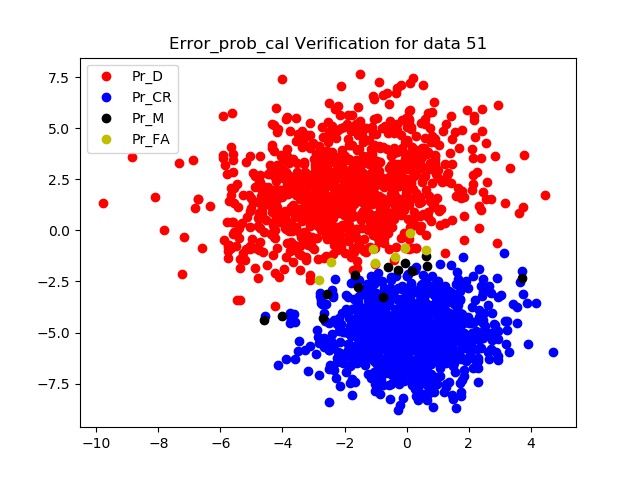 Error_prob_cal Verification for data 51
Pr_D
Pr_CR
Pr_M
Pr_FA
7.5
5.0
2.5
0.0
−2.5
−5.0
−7.5
−10 −8 −6 −4 −2 0 2 4